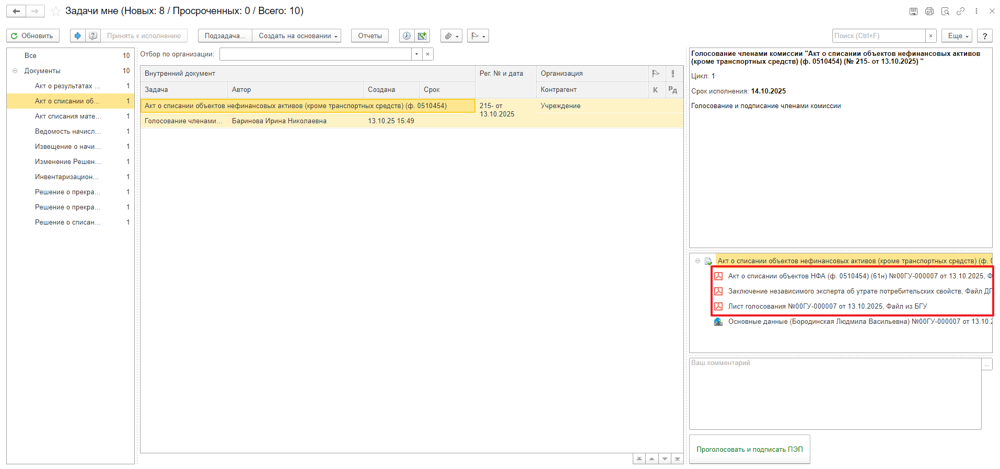 Задачи мне (Новых: 8 / Просроченных: 0 / Всего: 10)
Обновить
Принять к исполнению
Подзадача...
Создать на основании
Отчеты
Поиск (Ctrl+F)
×
Еще
?
Все 10
Документы 10
Акт о результатах ... 1
Акт о списании об... 1
Акт списания мате... 1
Ведомость начисл... 1
Извещение о начи... 1
Изменение Решен... 1
Инвентаризацион... 1
Решение о прекра... 1
Решение о прекра... 1
Решение о списан... 1
Отбор по организации:
×
Внутренний документ
Рег. № и дата
Организация
Задача
Автор
Создана
Срок
Контрагент
К
Рд
Акт о списании объектов нефинансовых активов (кроме транспортных средств) (ф. 0510454)
215- от
13.10.2025
Учреждение
Голосование членами...
Баринова Ирина Николаевна
13.10.25 15:49
Голосование членами комиссии "Акт о списании объектов нефинансовых активов
(кроме транспортных средств) (ф. 0510454) (№ 215- от 13.10.2025) "
Цикл: 1
Срок исполнения: 14.10.2025
Голосование и подписание членами комиссии
Акт о списании объектов нефинансовых активов (кроме транспортных средств) (ф.
Акт о списании объектов НФА (ф. 0510454) (61н) №00ГУ-000007 от 13.10.2025,
Заключение независимого эксперта об утрате потребительских свойств, Файл
Лист голосования №00ГУ-000007 от 13.10.2025, Файл из БГУ
Основные данные (Бородинская Людмила Васильевна) №00ГУ-000007 от 13.10.
Ваш комментарий
...
Проголосовать и подписать ПЭП